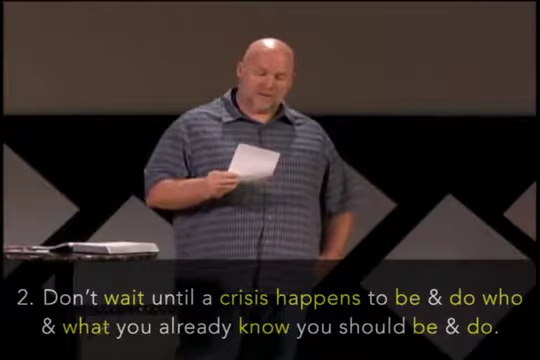 2. Don't wait until a crisis happens to be & do who
& what you already know you should be & do.